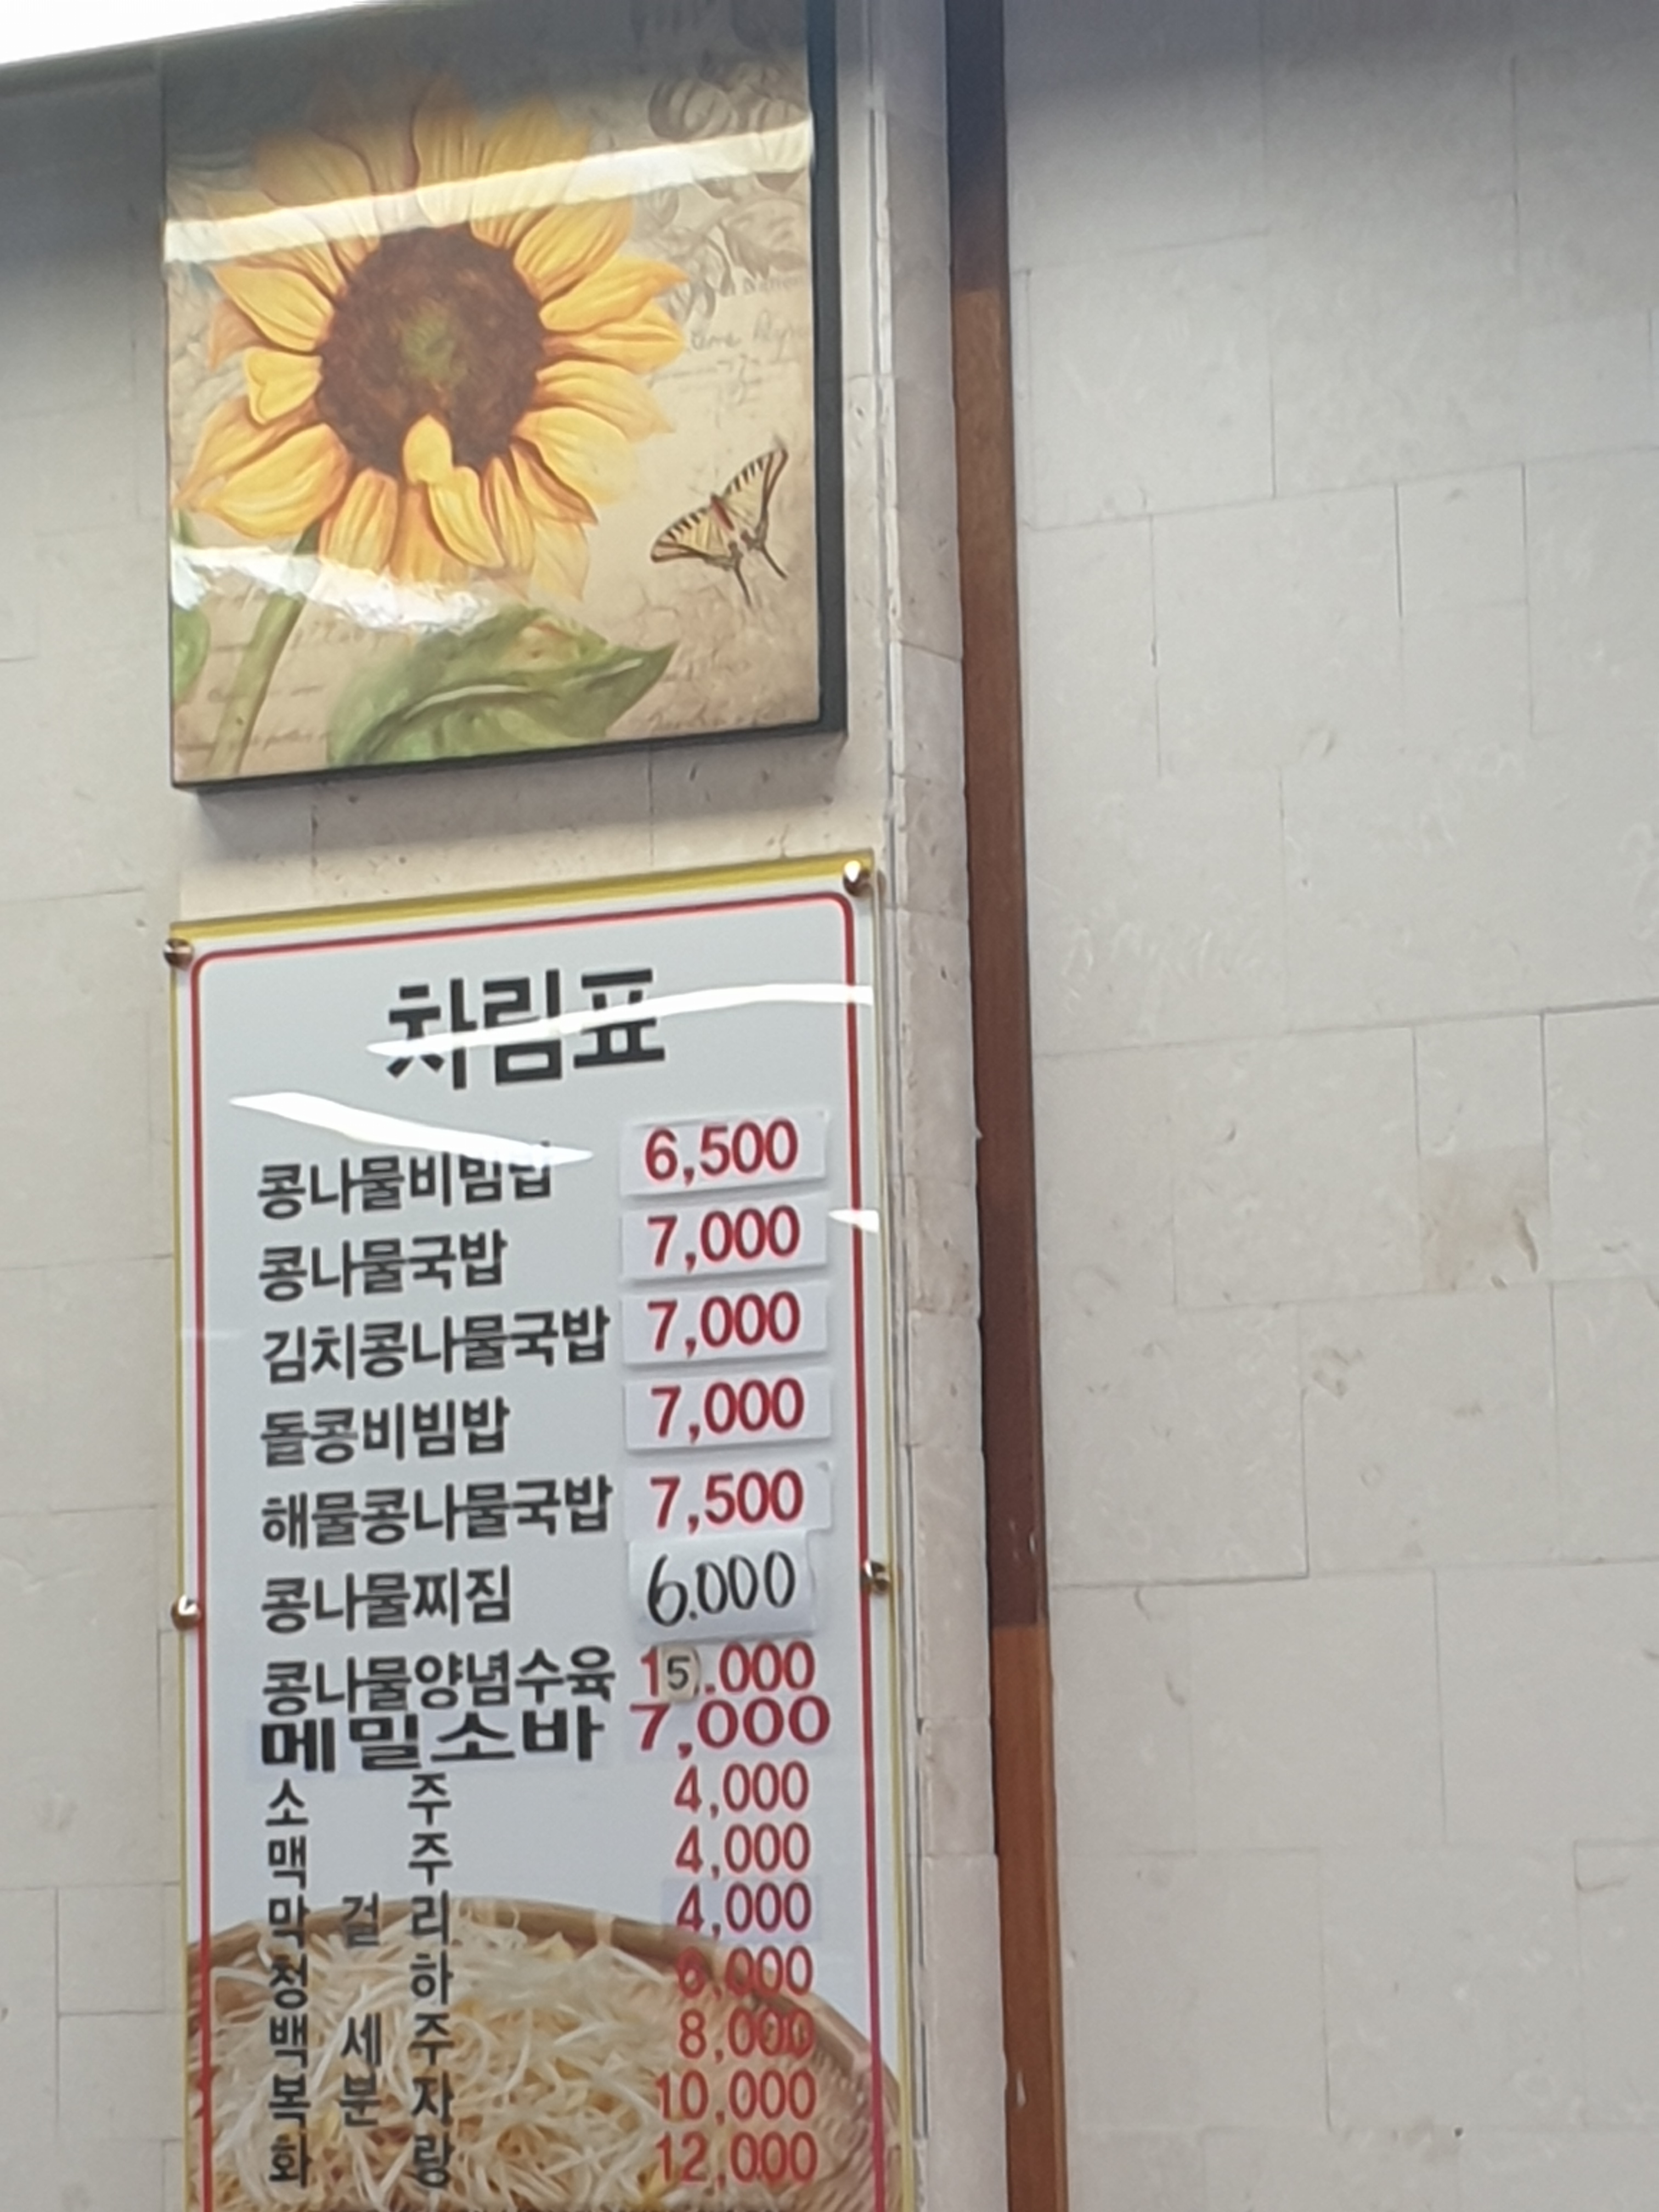 차림표
콩나물비빔밥 6,500
콩나물국밥 7,000
김치콩나물국밥 7,000
돌콩비빔밥 7,000
해물콩나물국밥 7,500
콩나물찌짐 6.000
콩나물양념수육 15.000
메밀소바 7,000
소 주 4,000
맥 주 4,000
막 걸 리 4,000
청 하 6,000
백 세 주 8,000
복 분 자 10,000
화 랑 12,000